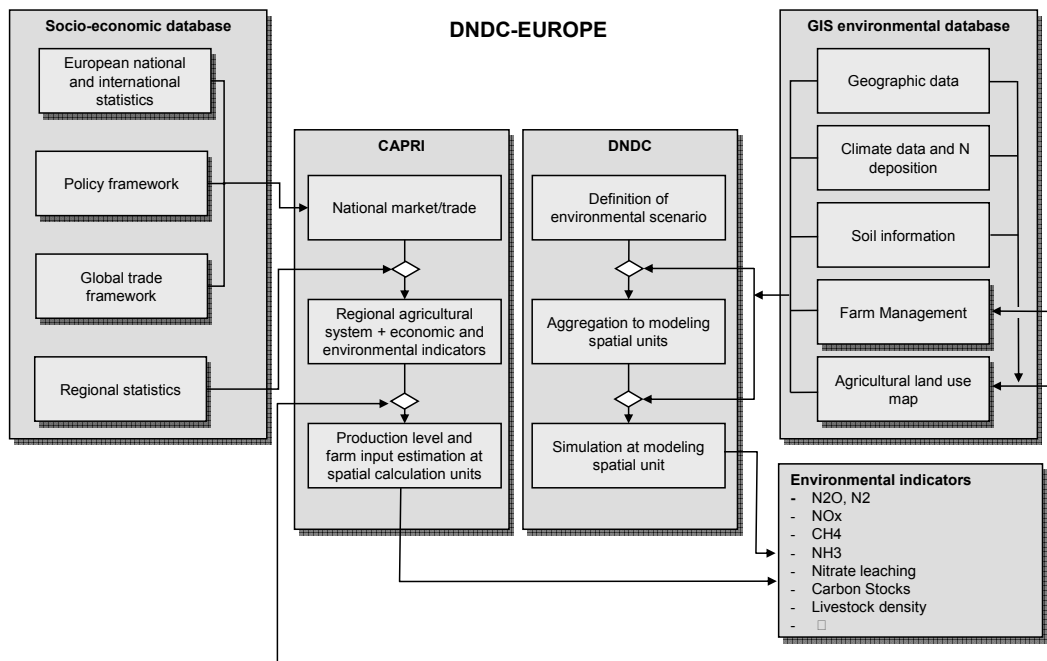 Socio-economic database
European national
and international
statistics
Policy framework
Global trade
framework
Regional statistics
DNDC-EUROPE
CAPRI
National market/trade
Regional agricultural
system + economic and
environmental indicators
Production level and
farm input estimation at
spatial calculation units
DNDC
Definition of
environmental scenario
Aggregation to modeling
spatial units
Simulation at modeling
spatial unit
GIS environmental database
Geographic data
Climate data and N
deposition
Soil information
Farm Management
Agricultural land use
map
Environmental indicators
- N2O, N2
- NOx
- CH4
- NH3
- Nitrate leaching
- Carbon Stocks
- Livestock density
- □